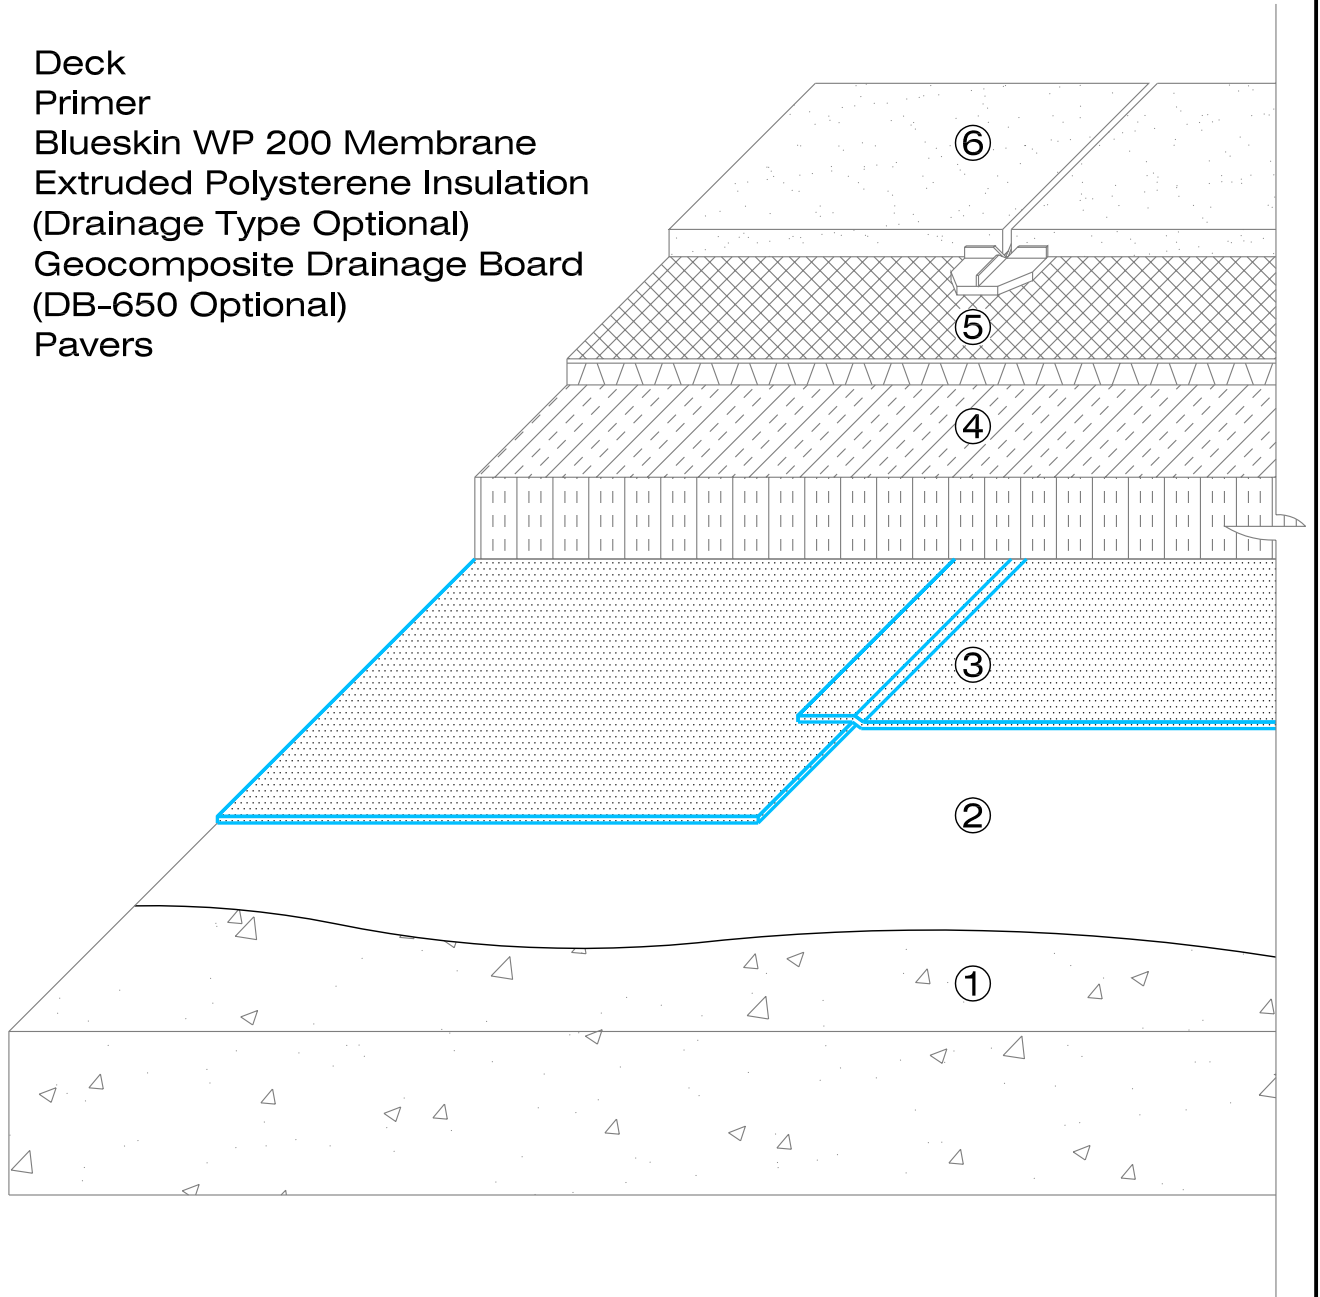 Deck
Primer
Blueskin WP 200 Membrane
Extruded Polysterene Insulation
(Drainage Type Optional)
Geocomposite Drainage Board
(DB-650 Optional)
Pavers
⑥
⑤
④
③
②
①